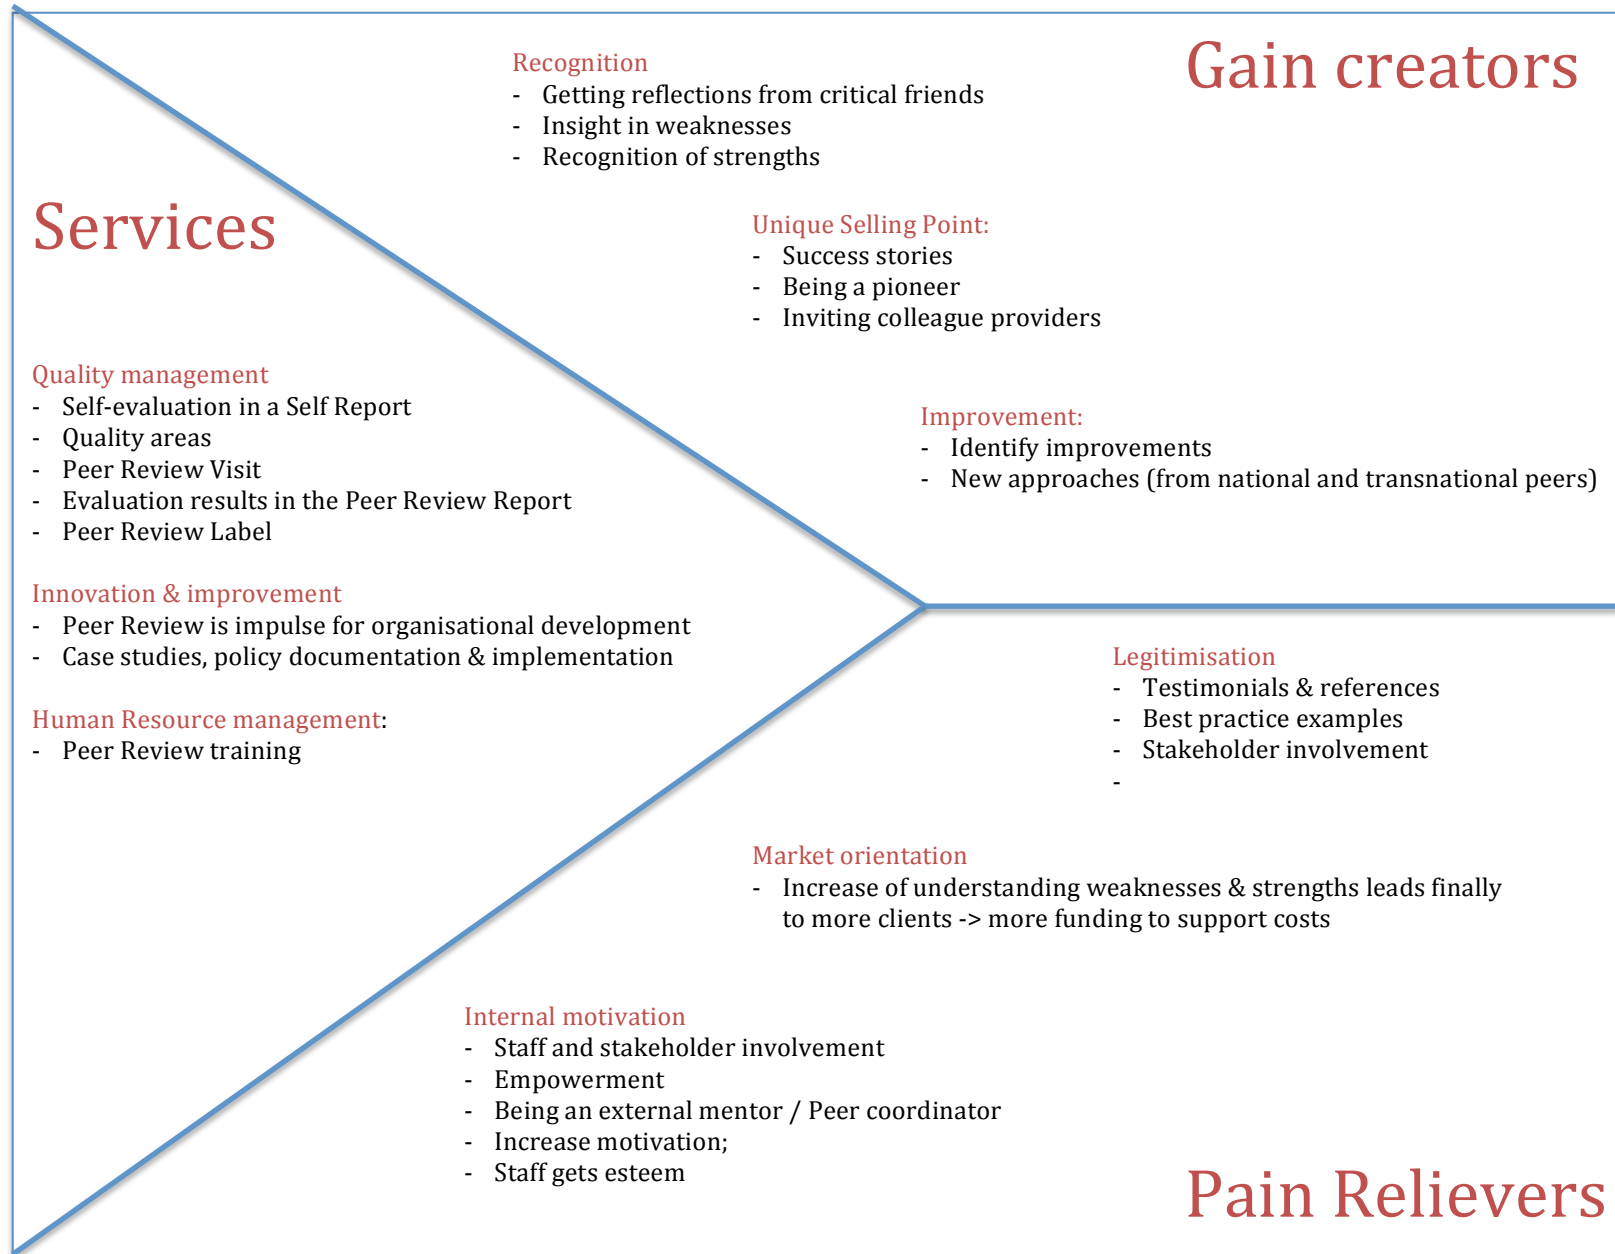 Gain creators
Recognition
- Getting reflections from critical friends
- Insight in weaknesses
- Recognition of strengths
Unique Selling Point:
- Success stories
- Being a pioneer
- Inviting colleague providers
Improvement:
- Identify improvements
- New approaches (from national and transnational peers)
Services
Quality management
- Self-evaluation in a Self Report
- Quality areas
- Peer Review Visit
- Evaluation results in the Peer Review Report
- Peer Review Label
Innovation & improvement
- Peer Review is impulse for organisational development
- Case studies, policy documentation & implementation
Human Resource management:
- Peer Review training
Legitimisation
- Testimonials & references
- Best practice examples
- Stakeholder involvement
-
Market orientation
- Increase of understanding weaknesses & strengths leads finally
to more clients -> more funding to support costs
Internal motivation
- Staff and stakeholder involvement
- Empowerment
- Being an external mentor / Peer coordinator
- Increase motivation;
- Staff gets esteem
Pain Relievers